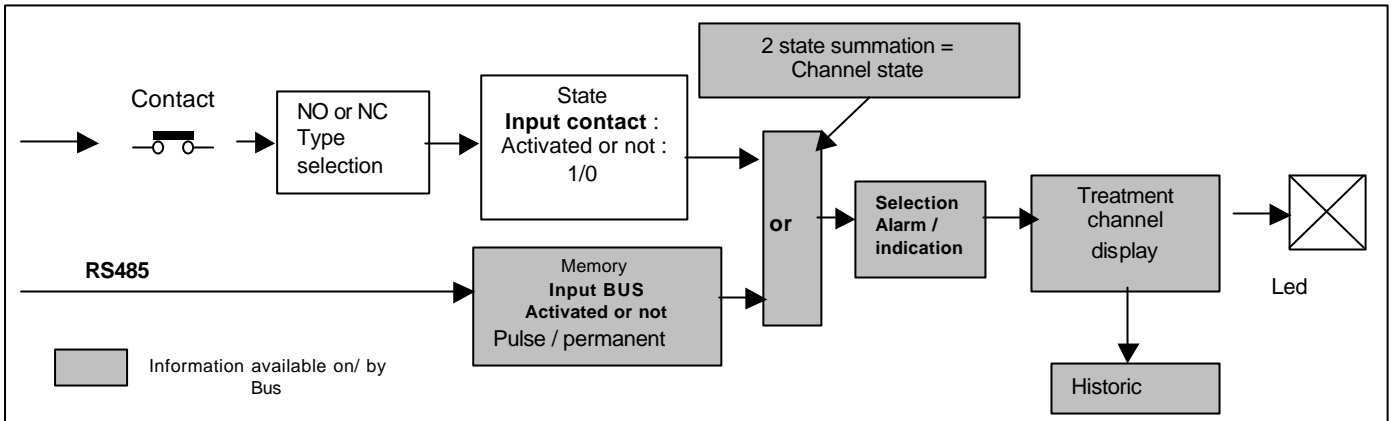 2 state summation =
Channel state
Contact
NO or NC
Type
selection
State
Input contact :
Activated or not :
1/0
or
Selection
Alarm /
indication
Treatment
channel
display
Led
RS485
Memory
Input BUS
Activated or not
Pulse / permanent
Information available on/ by
Bus
Historic